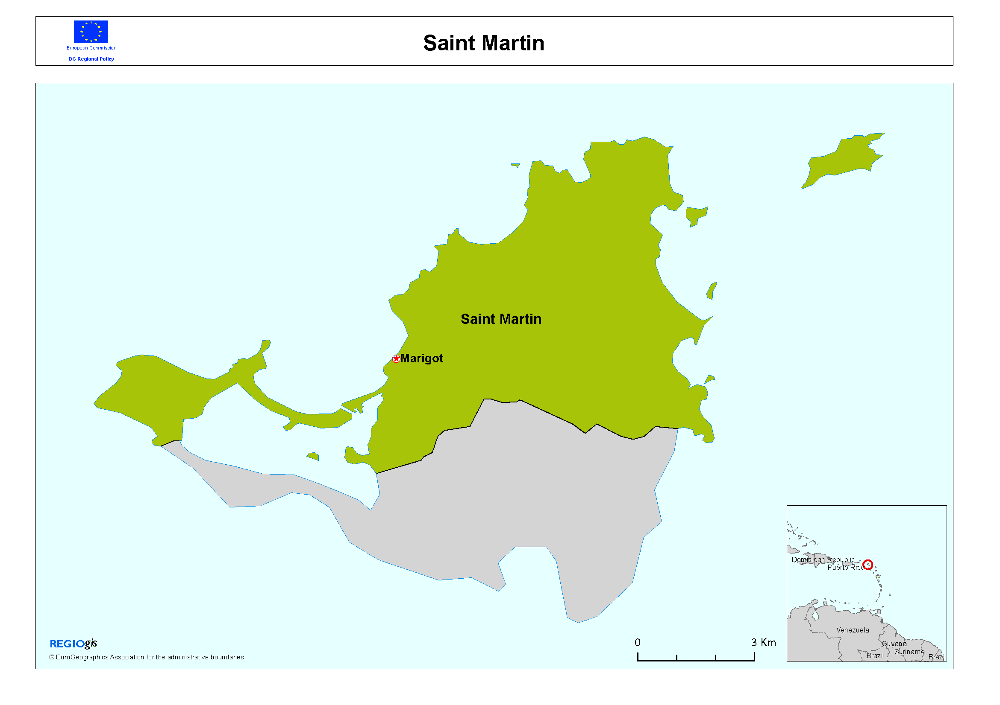 European Commission
DG Regional Policy
Saint Martin
Saint Martin
Marigot
Dominican Republic
Puerto Rico
Venezuela
Guyana
Suriname
Brazil
Brazil
0 3 Km
REGIOgis
© EuroGeographics Association for the administrative boundaries